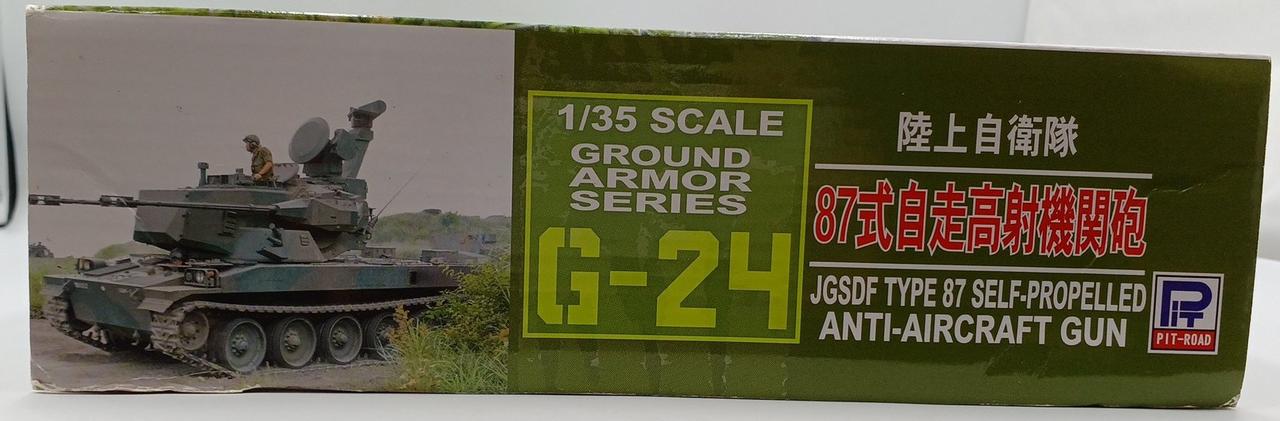 1/35 SCALE
GROUND
ARMOR
SERIES
G-24
陸上自衛隊
87式自走高射機関砲
JGSDF TYPE 87 SELF-PROPELLED
ANTI-AIRCRAFT GUN
PIT
PIT-ROAD